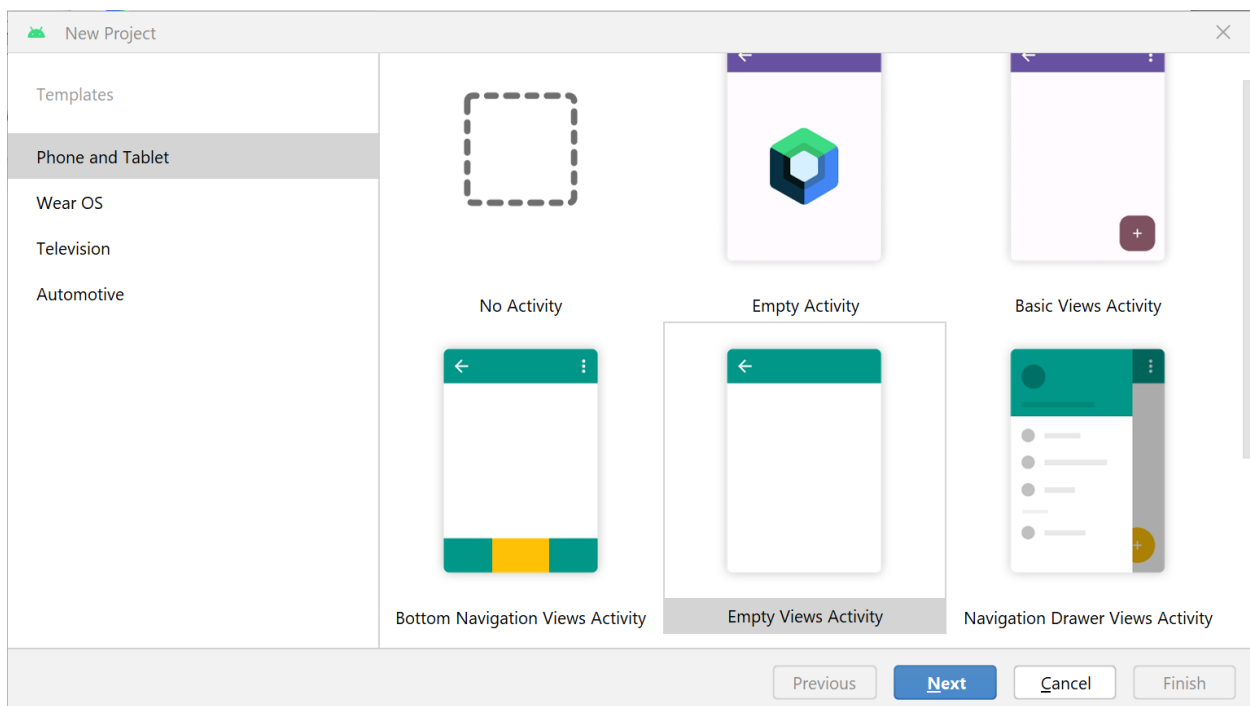 New Project
Templates
Phone and Tablet
Wear OS
Television
Automotive
No Activity
Empty Activity
Basic Views Activity
Bottom Navigation Views Activity
Empty Views Activity
Navigation Drawer Views Activity
Previous
Next
Cancel
Finish